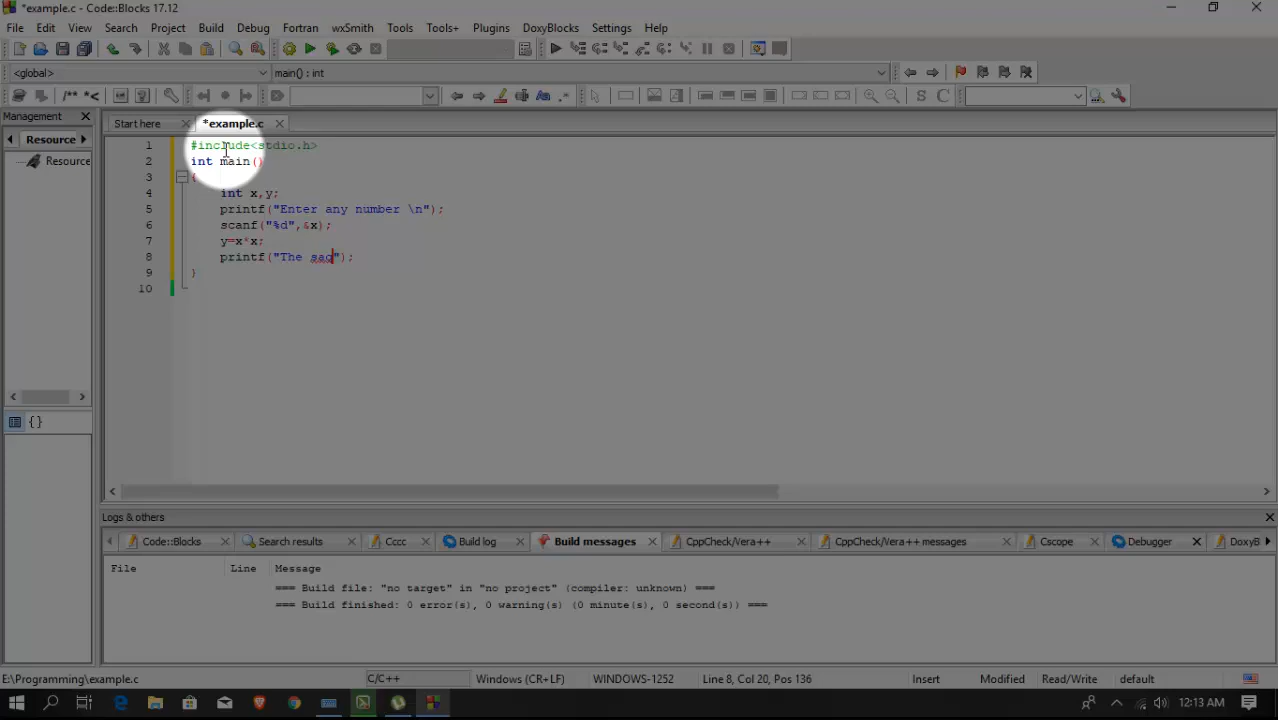 *example.c - Code::Blocks 17.12
File Edit View Search Project Build Debug Fortran wxSmith Tools Tools+ Plugins DoxyBlocks Settings Help
<global> main() : int
/** *< .* S C
Management
Start here *example.c
Resource
Resource
1 #include<stdio.h>
2 int main()
3 {
4 int x,y;
5 printf("Enter any number \n");
6 scanf("%d",&x);
7 y=x*x;
8 printf("The saq");
9 }
10
{}
Logs & others
Code::Blocks Search results Cccc Build log Build messages CppCheck/Vera++ CppCheck/Vera++ messages Cscope Debugger DoxyB
File Line Message
=== Build file: "no target" in "no project" (compiler: unknown) ===
=== Build finished: 0 error(s), 0 warning(s) (0 minute(s), 0 second(s)) ===
E:\Programming\example.c C/C++ Windows (CR+LF) WINDOWS-1252 Line 8, Col 20, Pos 136 Insert Modified Read/Write default
12:13 AM